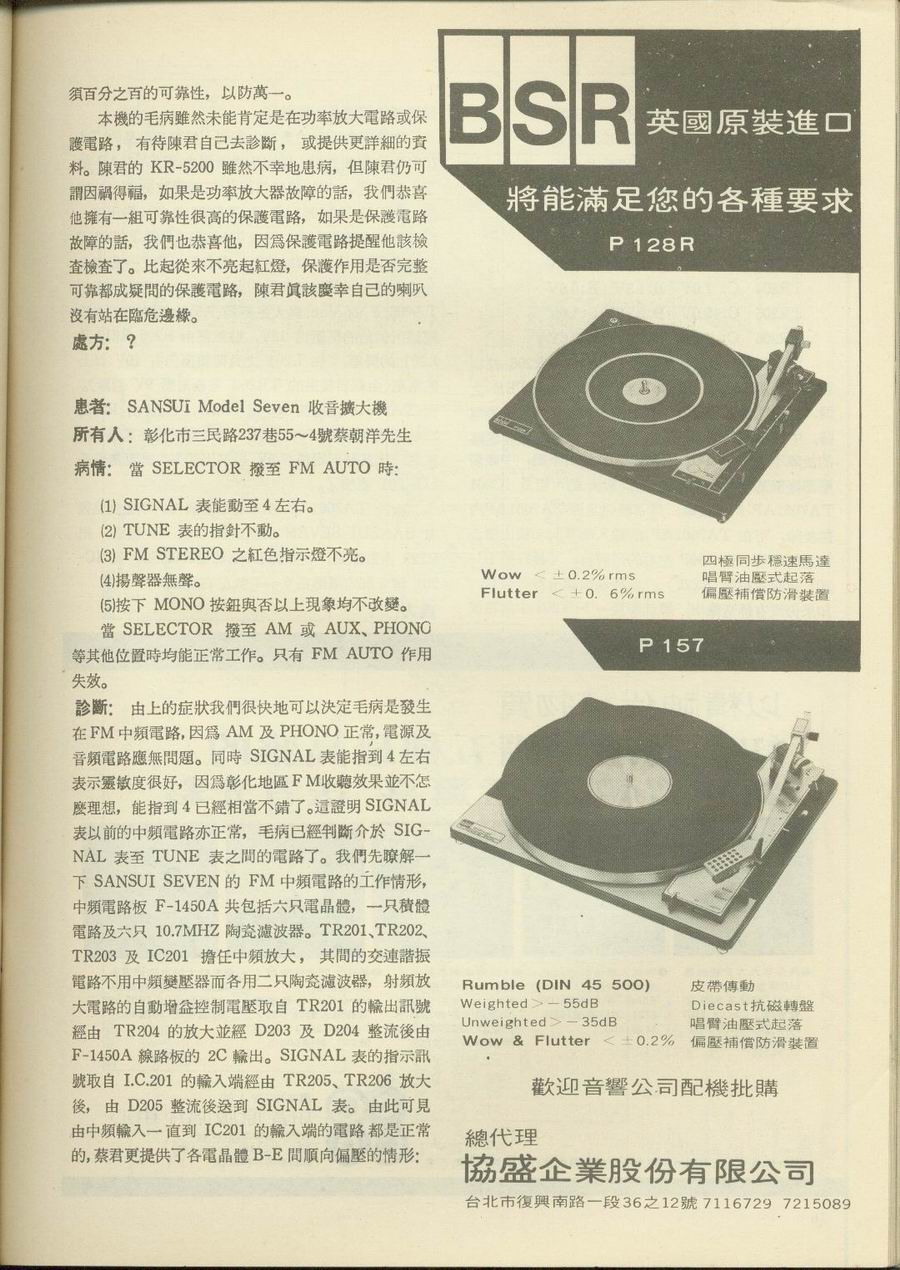 須百分之百的可靠性，以防萬一。
本機的毛病雖然未能肯定是在功率放大電路或保
護電路，有待陳君自己去診斷，或提供更詳細的資
料。陳君的 KR-5200 雖然不幸地患病，但陳君仍可
謂因禍得福，如果是功率放大器故障的話，我們恭喜
他擁有一組可靠性很高的保護電路，如果是保護電路
故障的話，我們也恭喜他，因爲保護電路提醒他該檢
查檢查了。比起從來不亮起紅燈，保護作用是否完整
可靠都成疑問的保護電路，陳君眞該慶幸自己的喇叭
沒有站在臨危邊緣。
處方：？
患者：SANSUI Model Seven 收音擴大機
所有人：彰化市三民路237巷55～4號蔡朝洋先生
病情：當 SELECTOR 撥至 FM AUTO 時：
(1) SIGNAL 表能動至 4 左右。
(2) TUNE 表的指針不動。
(3) FM STEREO 之紅色指示燈不亮。
(4)揚聲器無聲。
(5)按下 MONO 按鈕與否以上現象均不改變。
當 SELECTOR 撥至 AM 或 AUX、PHONO
等其他位置時均能正常工作。只有 FM AUTO 作用
失效。
診斷：由上的症狀我們很快地可以決定毛病是發生
在 FM 中頻電路，因爲 AM 及 PHONO 正常，電源及
音頻電路應無問題。同時 SIGNAL 表能指到 4 左右
表示靈敏度很好，因爲彰化地區 FM收聽效果並不怎
麽理想，能指到 4 已經相當不錯了。這證明 SIGNAL
表以前的中頻電路亦正常，毛病已經判斷介於 SIG-
NAL 表至 TUNE 表之間的電路了。我們先瞭解一
下 SANSUI SEVEN 的 FM 中頻電路的工作情形，
中頻電路板 F-1450A 共包括六只電晶體，一只積體
電路及六只 10.7MHZ 陶瓷濾波器。TR201、TR202、
TR203 及 IC201 擔任中頻放大，其間的交連諧振
電路不用中頻變壓器而各用二只陶瓷濾波器，射頻放
大電路的自動增益控制電壓取自 TR201 的輸出訊號
經由 TR204 的放大並經 D203 及 D204 整流後由
F-1450A 線路板的 2C 輸出。SIGNAL 表的指示訊
號取自 I.C.201 的輸入端經由 TR205、TR206 放大
後，由 D205 整流後送到 SIGNAL 表。由此可見
由中頻輸入一直到 IC201 的輸入端的電路都是正常
的，蔡君更提供了各電晶體 B-E 間順向偏壓的情形：
BSR 英國原裝進口
將能滿足您的各種要求
P 128R
四極同步穩速馬達
Wow < ±0.2% rms 唱臂油壓式起落
Flutter < ±0. 6% rms 偏壓補償防滑裝置
P 157
Rumble (DIN 45 500) 皮帶傳動
Weighted > － 55dB Diecast抗磁轉盤
Unweighted > － 35dB 唱臂油壓式起落
Wow & Flutter < ±0.2% 偏壓補償防滑裝置
歡迎音響公司配機批購
總代理
協盛企業股份有限公司
台北市復興南路一段36之12號 7116729 7215089